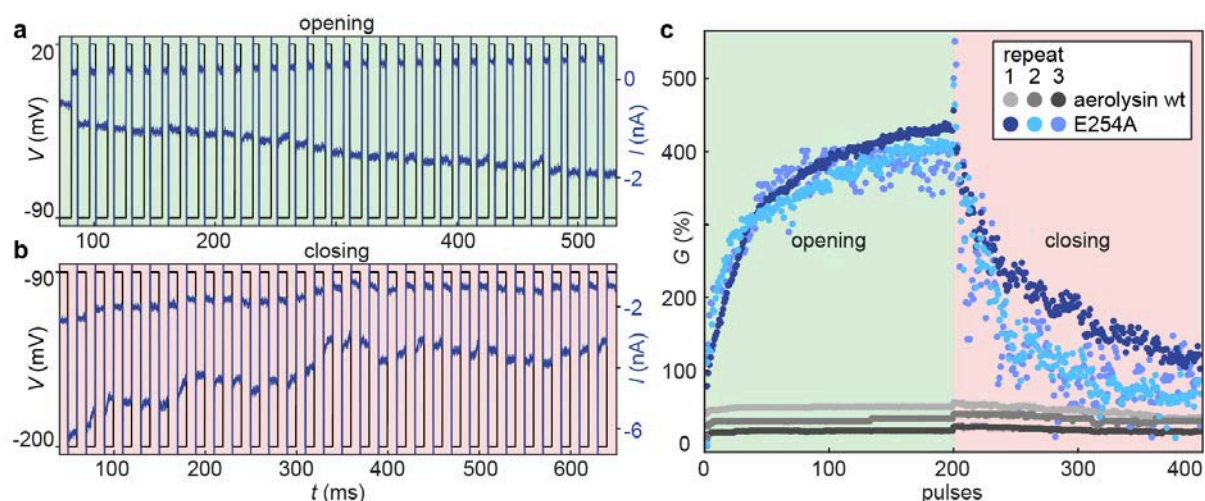 a
opening
20
V (mV)
-90
0
I (nA)
-2
100
200
400
500
b
closing
-90
V (mV)
-200
-2
I (nA)
-6
100
200
300
400
500
600
t (ms)
c
500
400
300
200
100
0
G (%)
opening
closing
repeat
1 2 3
aerolysin wt
E254A
0
100
200
300
400
pulses